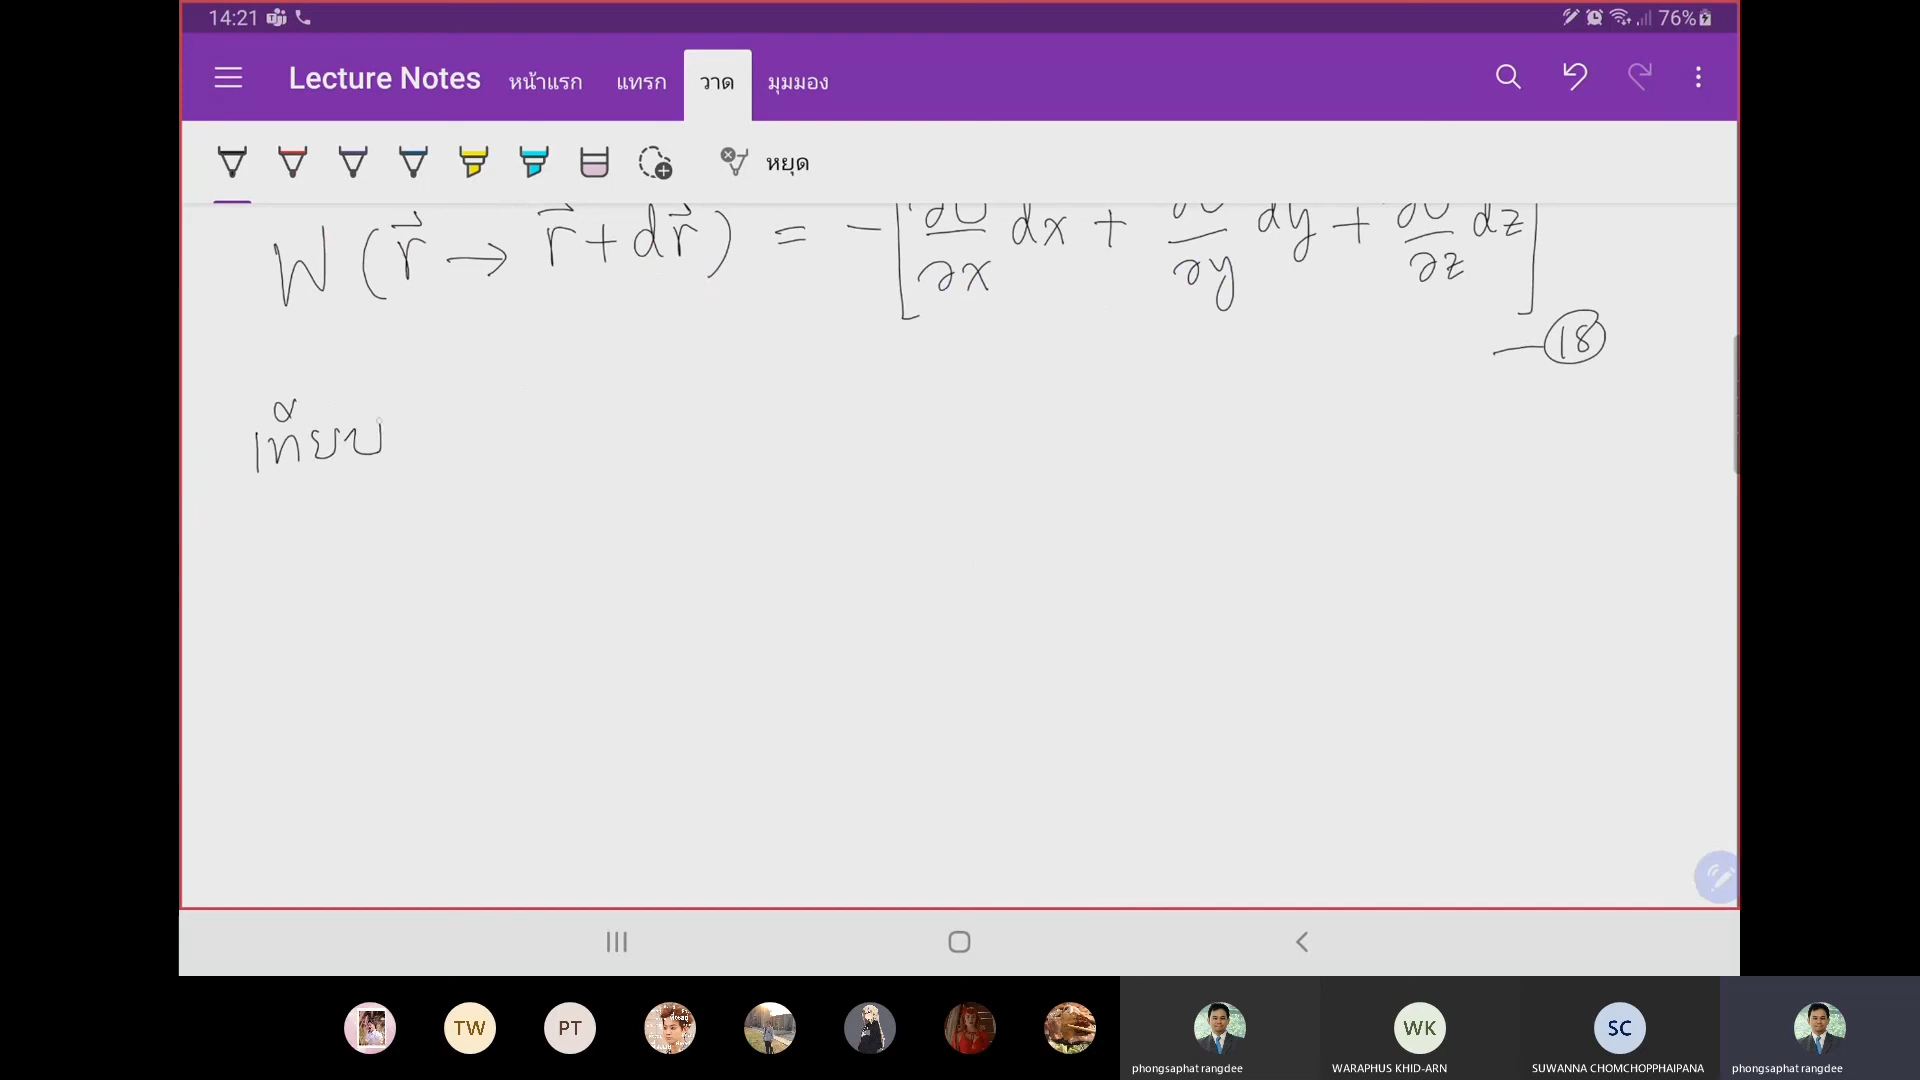 14:21 76%
Lecture Notes หน้าแรก แทรก วาด มุมมอง
หยุด
W(r⃗ → r⃗ + dr⃗) = -[∂U/∂x dx + ∂U/∂y dy + ∂U/∂z dz]
— 18
เทียบ
TW PT WK SC
phongsaphat rangdee WARAPHUS KHID-ARN SUWANNA CHOMCHOPPHAIPANA phongsaphat rangdee